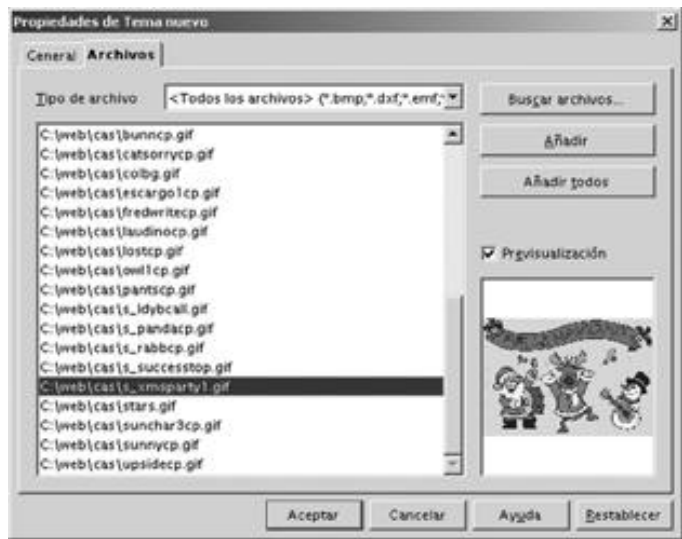 Propiedades de Tema nuevo
General Archivos
Tipo de archivo <Todos los archivos> (*.bmp,*.dxf,*.emf,* Buscar archivos...
Añadir
Añadir todos
C:\web\cas\bunncp.gif
C:\web\cas\catsorrycp.gif
C:\web\cas\colbg.gif
C:\web\cas\escargo1cp.gif
C:\web\cas\fredwritecp.gif
C:\web\cas\laudinocp.gif
C:\web\cas\lostcp.gif
C:\web\cas\owl1cp.gif
C:\web\cas\pantscp.gif
C:\web\cas\s_ldybcall.gif
C:\web\cas\s_pandacp.gif
C:\web\cas\s_rabbcp.gif
C:\web\cas\s_successtop.gif
C:\web\cas\s_xmsparty1.gif
C:\web\cas\stars.gif
C:\web\cas\sunchar3cp.gif
C:\web\cas\sunnycp.gif
C:\web\cas\upsidecp.gif
Previsualización
Aceptar Cancelar Ayuda Restablecer